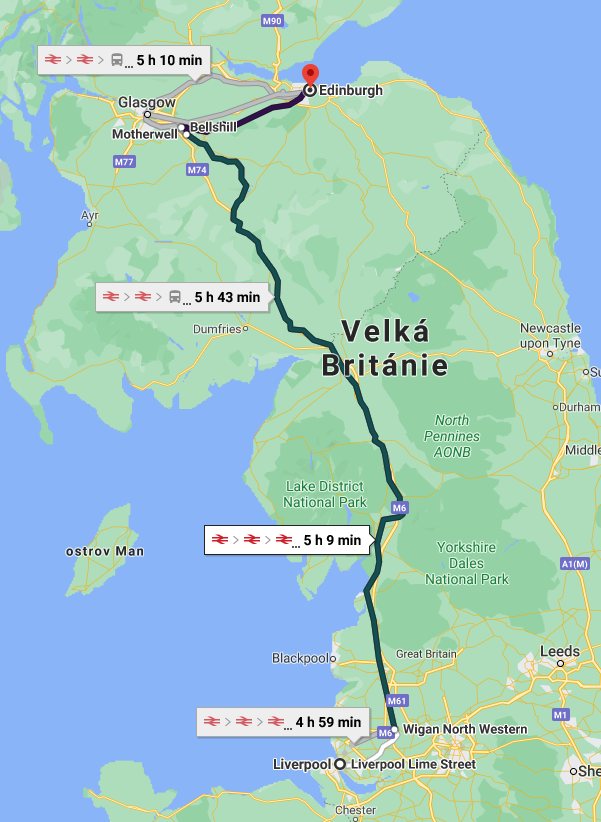 M90
... 5 h 10 min
Edinburgh
Glasgow
Bellshill
Motherwell
M77
M74
Ayr
... 5 h 43 min
Dumfries
Velká
Británie
Newcastle
upon Tyne
Su
Durham
North
Pennines
AONB
Middle
Lake District
National Park
M6
... 5 h 9 min
ostrov Man
Yorkshire
Dales
National Park
A1(M)
Great Britain
Leeds
Blackpool
M61
M1
... 4 h 59 min
M6
Wigan North Western
Liverpool
Liverpool Lime Street
She
Chester